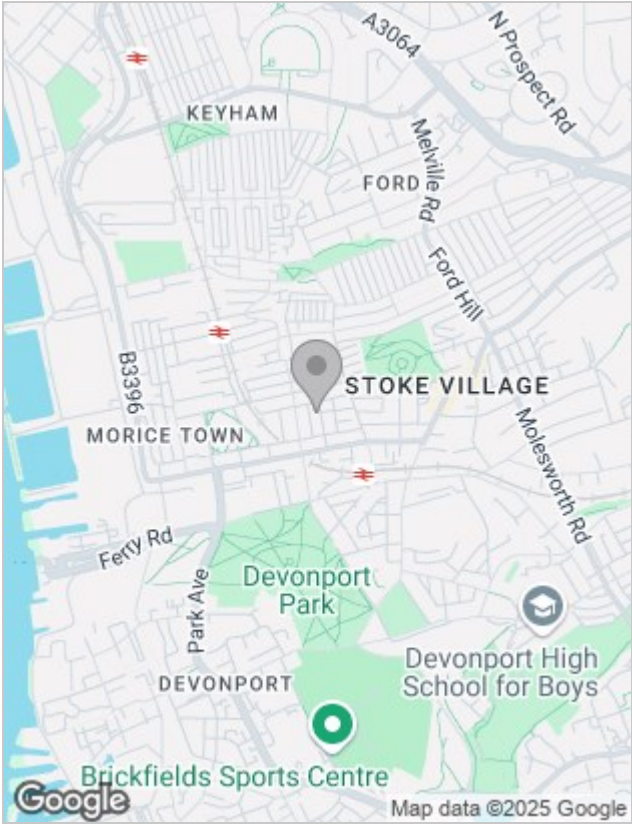 A3064
N Prospect Rd
KEYHAM
Melville Rd
FORD
Ford Hill
B3396
STOKE VILLAGE
MORICE TOWN
Molesworth Rd
Ferry Rd
Devonport
Park
Park Ave
Devonport High
School for Boys
DEVONPORT
Brickfields Sports Centre
Google
Map data ©2025 Google